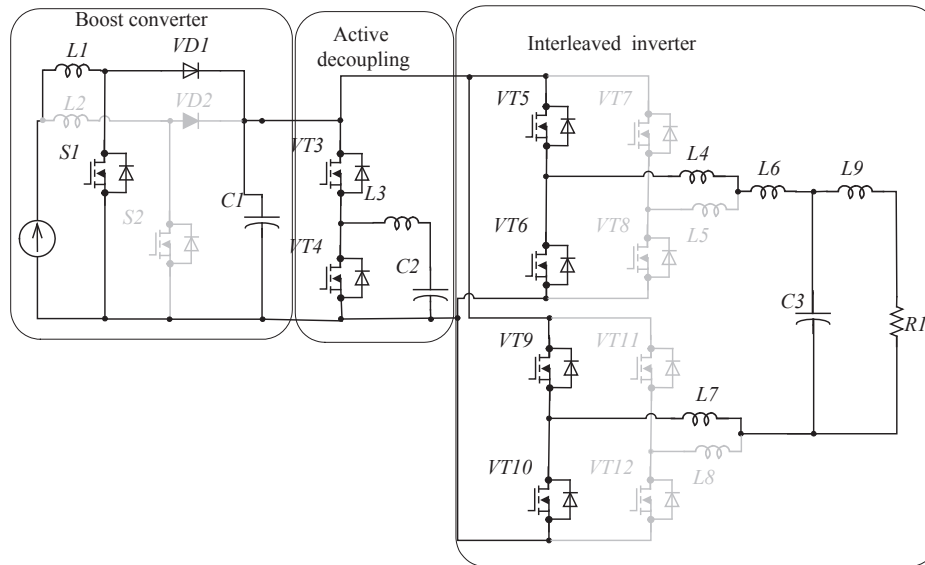 Boost converter
Active
decoupling
Interleaved inverter
L1
VD1
L2
VD2
S1
S2
C1
VT3
L3
VT4
C2
VT5
VT7
L4
L6
L9
VT6
VT8
L5
C3
R1
VT9
VT11
L7
VT10
VT12
L8